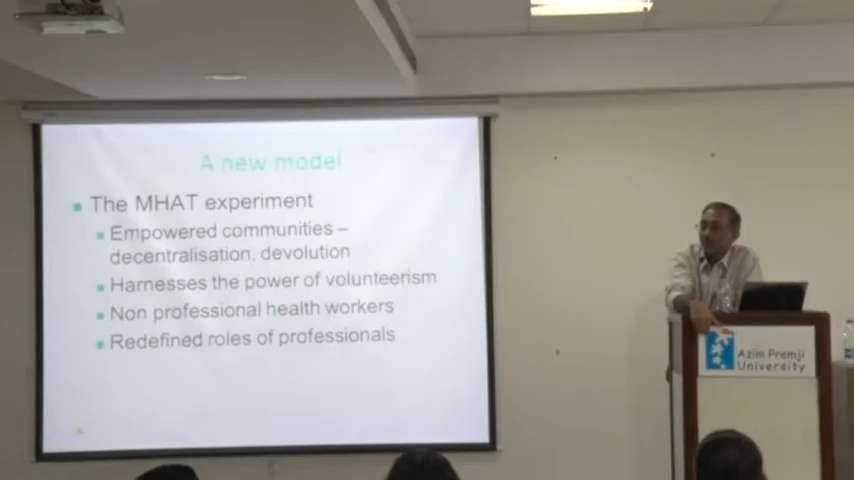 A new model
The MHAT experiment
Empowered communities –
decentralisation, devolution
Harnesses the power of volunteerism
Non professional health workers
Redefined roles of professionals
Azim Premji
University